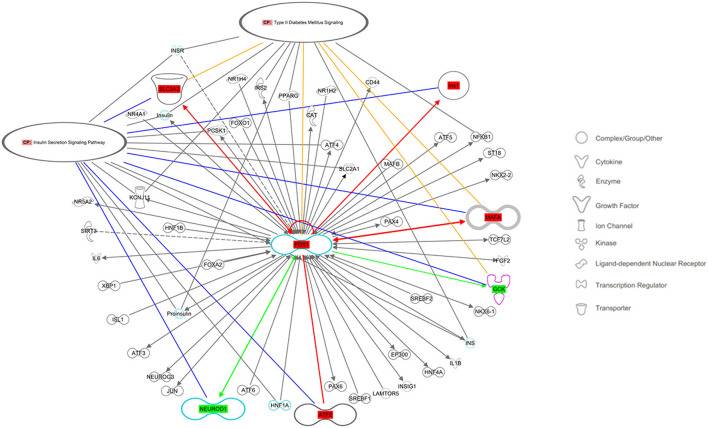 CP: Type II Diabetes Mellitus Signaling
INSR
SLC2A2
NR1H4
IRS2
PPARG
NR1H2
CD44
NR4A1
Insulin
FOXO1
PCSK1
CAT
ATF5
NFKB1
CP: Insulin Secretion Signaling Pathway
ATF4
ST18
SLC2A1
MAFB
NKX2-2
KCNJ11
NR5A2
MAFA
SIRT3
HNF1B
PDX1
PAX4
TCF7L2
IL6
FOXA2
FGF2
XBP1
GCK
SREBF2
NKX6-1
Proinsulin
ISL1
INS
ATF3
EP300
IL1B
NEUROG3
HNF4A
JUN
ATF6
PAX6
INSIG1
LAMTOR5
SREBF1
NEUROD1
HNF1A
Complex/Group/Other
Cytokine
Enzyme
Growth Factor
Ion Channel
Kinase
Ligand-dependent Nuclear Receptor
Transcription Regulator
Transporter